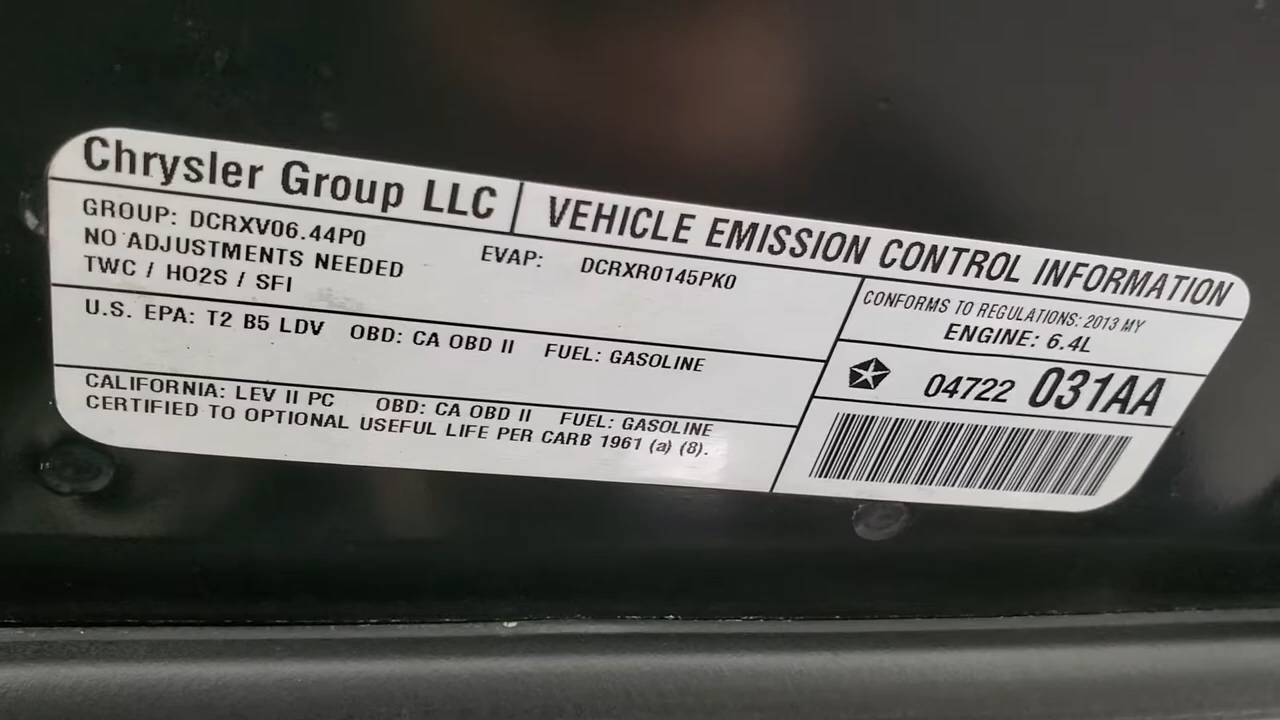 Chrysler Group LLC
VEHICLE EMISSION CONTROL INFORMATION
GROUP: DCRXV06.44P0
EVAP: DCRXR0145PK0
NO ADJUSTMENTS NEEDED
TWC / HO2S / SFI
U.S. EPA: T2 B5 LDV OBD: CA OBD II FUEL: GASOLINE
CALIFORNIA: LEV II PC OBD: CA OBD II FUEL: GASOLINE
CERTIFIED TO OPTIONAL USEFUL LIFE PER CARB 1961 (a) (8).
CONFORMS TO REGULATIONS: 2013 MY
ENGINE: 6.4L
04722 031AA